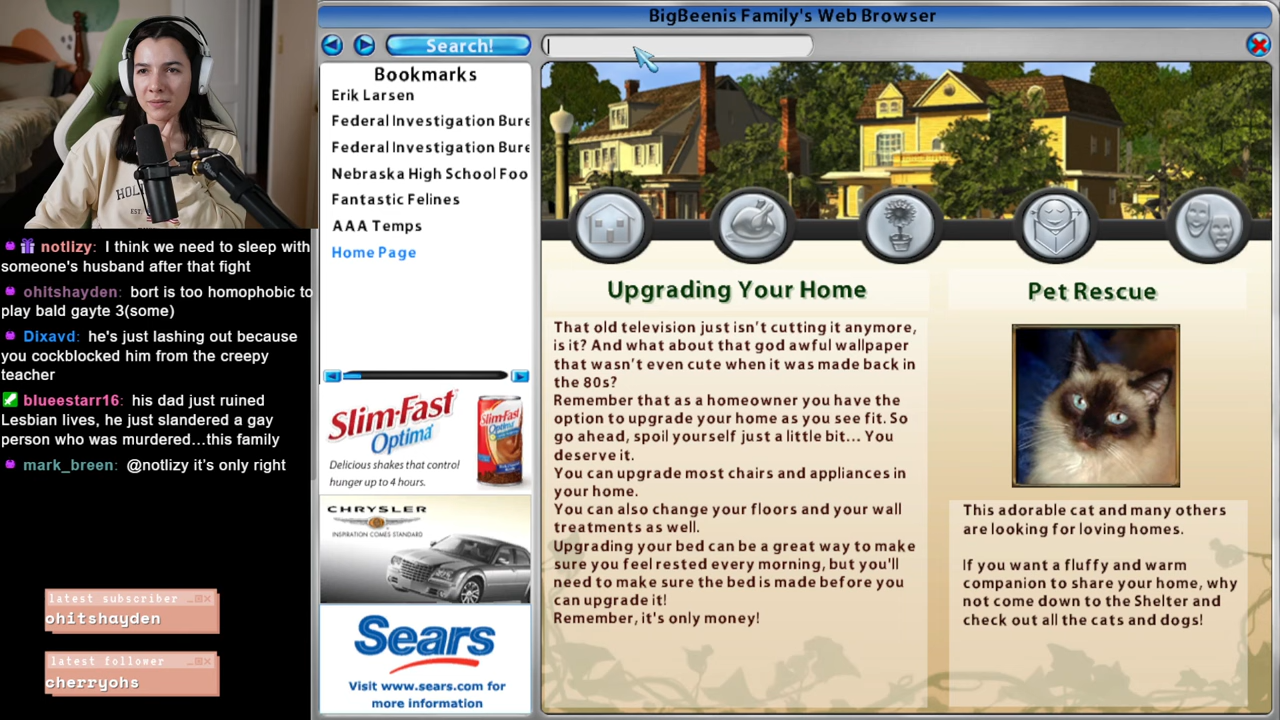 BigBeenis Family's Web Browser
Search!
Bookmarks
Erik Larsen
Federal Investigation Bure
Federal Investigation Bure
Nebraska High School Foo
Fantastic Felines
AAA Temps
Home Page
Slim·Fast
Optima
Delicious shakes that control
hunger up to 4 hours.
CHRYSLER
INSPIRATION COMES STANDARD
Sears
Visit www.sears.com for
more information
Upgrading Your Home
That old television just isn't cutting it anymore,
is it? And what about that god awful wallpaper
that wasn't even cute when it was made back in
the 80s?
Remember that as a homeowner you have the
option to upgrade your home as you see fit. So
go ahead, spoil yourself just a little bit... You
deserve it.
You can upgrade most chairs and appliances in
your home.
You can also change your floors and your wall
treatments as well.
Upgrading your bed can be a great way to make
sure you feel rested every morning, but you'll
need to make sure the bed is made before you
can upgrade it!
Remember, it's only money!
Pet Rescue
This adorable cat and many others
are looking for loving homes.
If you want a fluffy and warm
companion to share your home, why
not come down to the Shelter and
check out all the cats and dogs!
notlizy: I think we need to sleep with
someone's husband after that fight
ohitshayden: bort is too homophobic to
play bald gayte 3(some)
Dixavd: he's just lashing out because
you cockblocked him from the creepy
teacher
blueestarr16: his dad just ruined
Lesbian lives, he just slandered a gay
person who was murdered...this family
mark_breen: @notlizy it's only right
latest subscriber
ohitshayden
latest follower
cherryohs